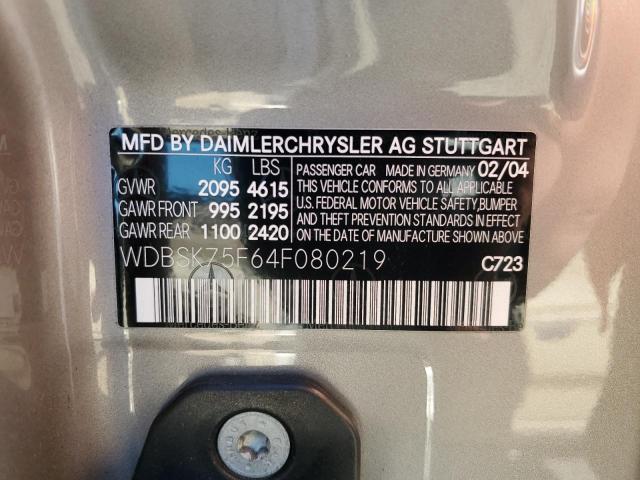 MFD BY DAIMLERCHRYSLER AG STUTTGART
KG LBS
GVWR 2095 4615
GAWR FRONT 995 2195
GAWR REAR 1100 2420
PASSENGER CAR MADE IN GERMANY 02/04
THIS VEHICLE CONFORMS TO ALL APPLICABLE
U.S. FEDERAL MOTOR VEHICLE SAFETY,BUMPER
AND THEFT PREVENTION STANDARDS IN EFFECT
ON THE DATE OF MANUFACTURE SHOWN ABOVE.
WDBSK75F64F080219
C723
Mercedes-Benz